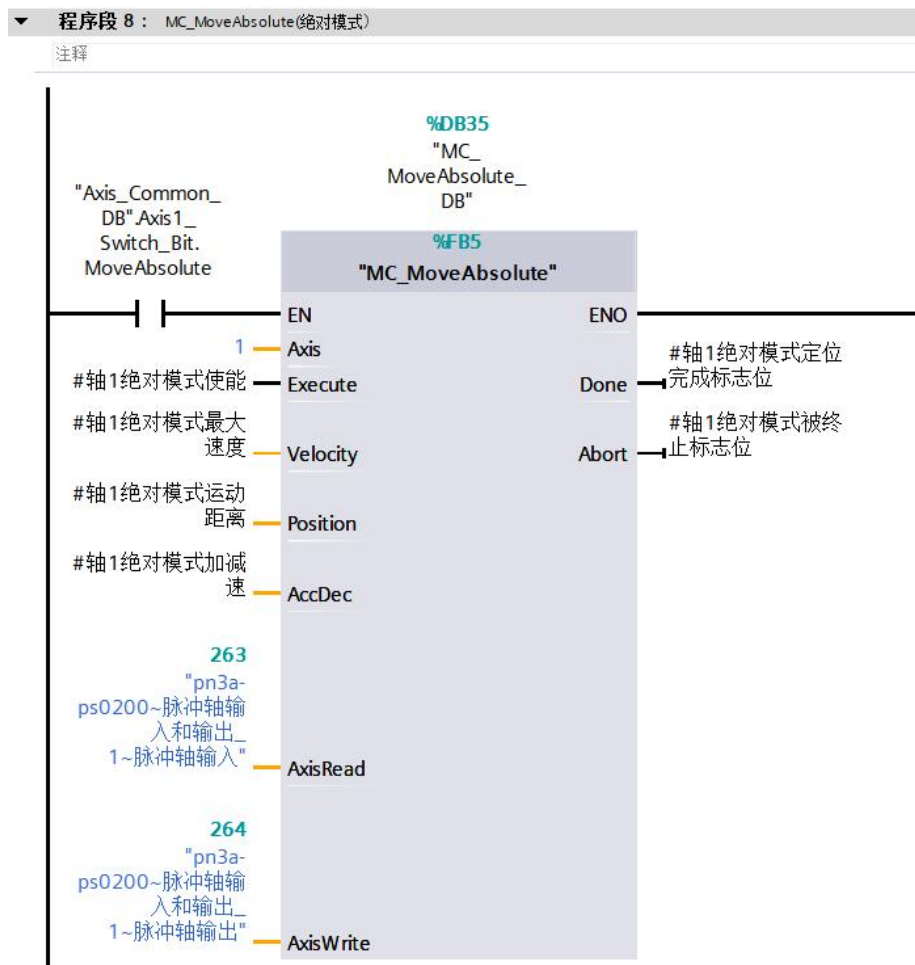 程序段 8： MC_MoveAbsolute(绝对模式)
注释
%DB35
"MC_
MoveAbsolute_
DB"
"Axis_Common_
DB".Axis1_
Switch_Bit.
MoveAbsolute
%FB5
"MC_MoveAbsolute"
EN
ENO
1
Axis
#轴1绝对模式使能
Execute
Done
#轴1绝对模式定位
完成标志位
#轴1绝对模式最大
速度
Velocity
Abort
#轴1绝对模式被终
止标志位
#轴1绝对模式运动
距离
Position
#轴1绝对模式加减
速
AccDec
263
"pn3a-
ps0200~脉冲轴输
入和输出_
1~脉冲轴输入"
AxisRead
264
"pn3a-
ps0200~脉冲轴输
入和输出_
1~脉冲轴输出"
AxisWrite